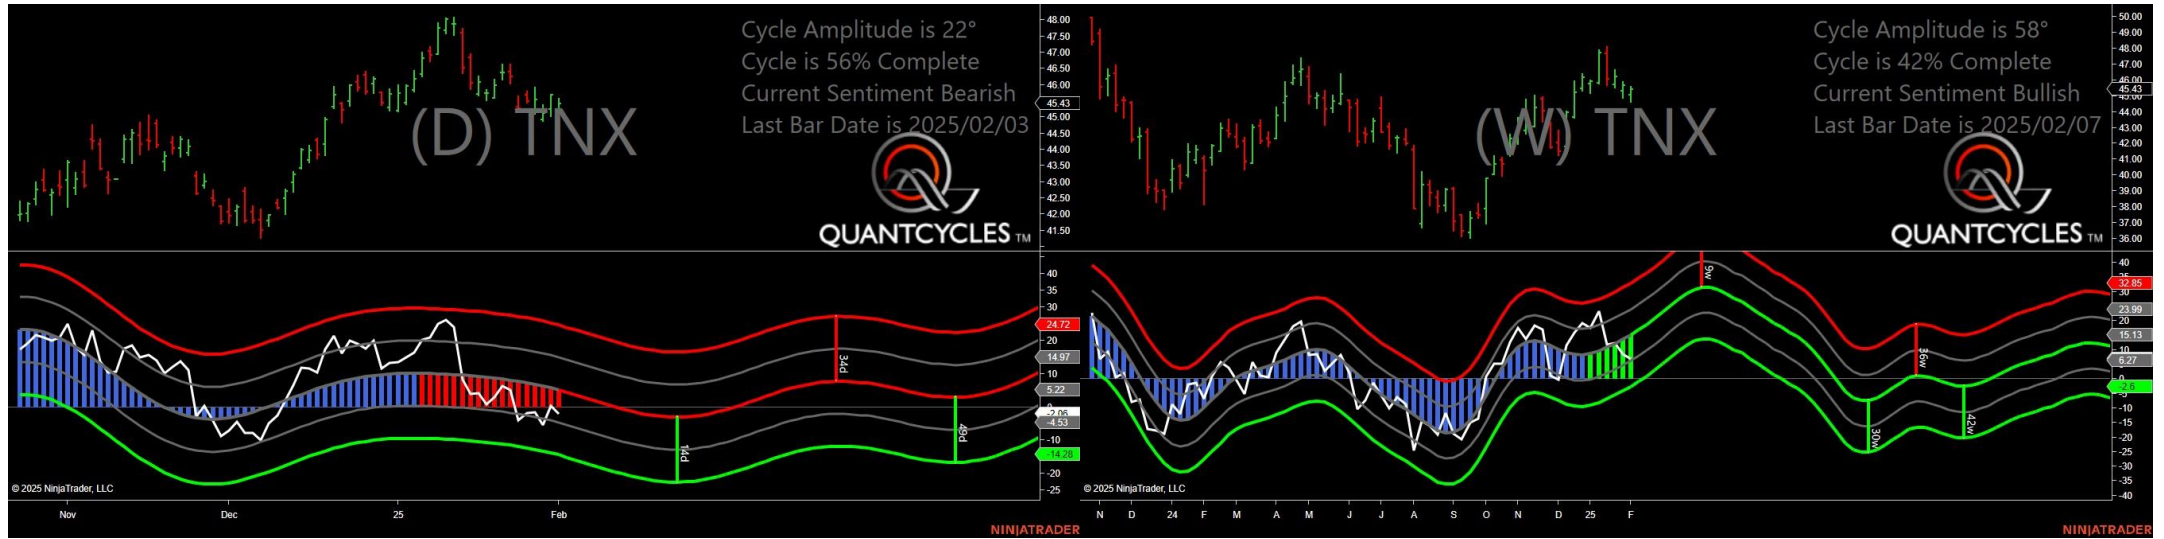 Cycle Amplitude is 22°
Cycle is 56% Complete
Current Sentiment Bearish
Last Bar Date is 2025/02/03
(D) TNX
QUANTCYCLES TM
48.00
47.50
47.00
46.50
46.00
45.43
45.00
44.50
44.00
43.50
43.00
42.50
42.00
41.50
40
35
30
24.72
20
14.97
10
5.22
-2.06
-4.53
-10
-14.28
-20
-25
14d
34d
49d
© 2025 NinjaTrader, LLC
Nov
Dec
25
Feb
NINJATRADER
Cycle Amplitude is 58°
Cycle is 42% Complete
Current Sentiment Bullish
Last Bar Date is 2025/02/07
(W) TNX
QUANTCYCLES TM
50.00
49.00
48.00
47.00
46.00
45.43
45.00
44.00
43.00
42.00
41.00
40.00
39.00
38.00
37.00
36.00
40
32.85
30
23.99
20
15.13
10
6.27
0
-2.6
-5
-10
-15
-20
-25
-30
-35
-40
9w
30w
36w
42w
© 2025 NinjaTrader, LLC
N
D
24
F
M
A
M
J
J
A
S
O
N
D
25
F
NINJATRADER